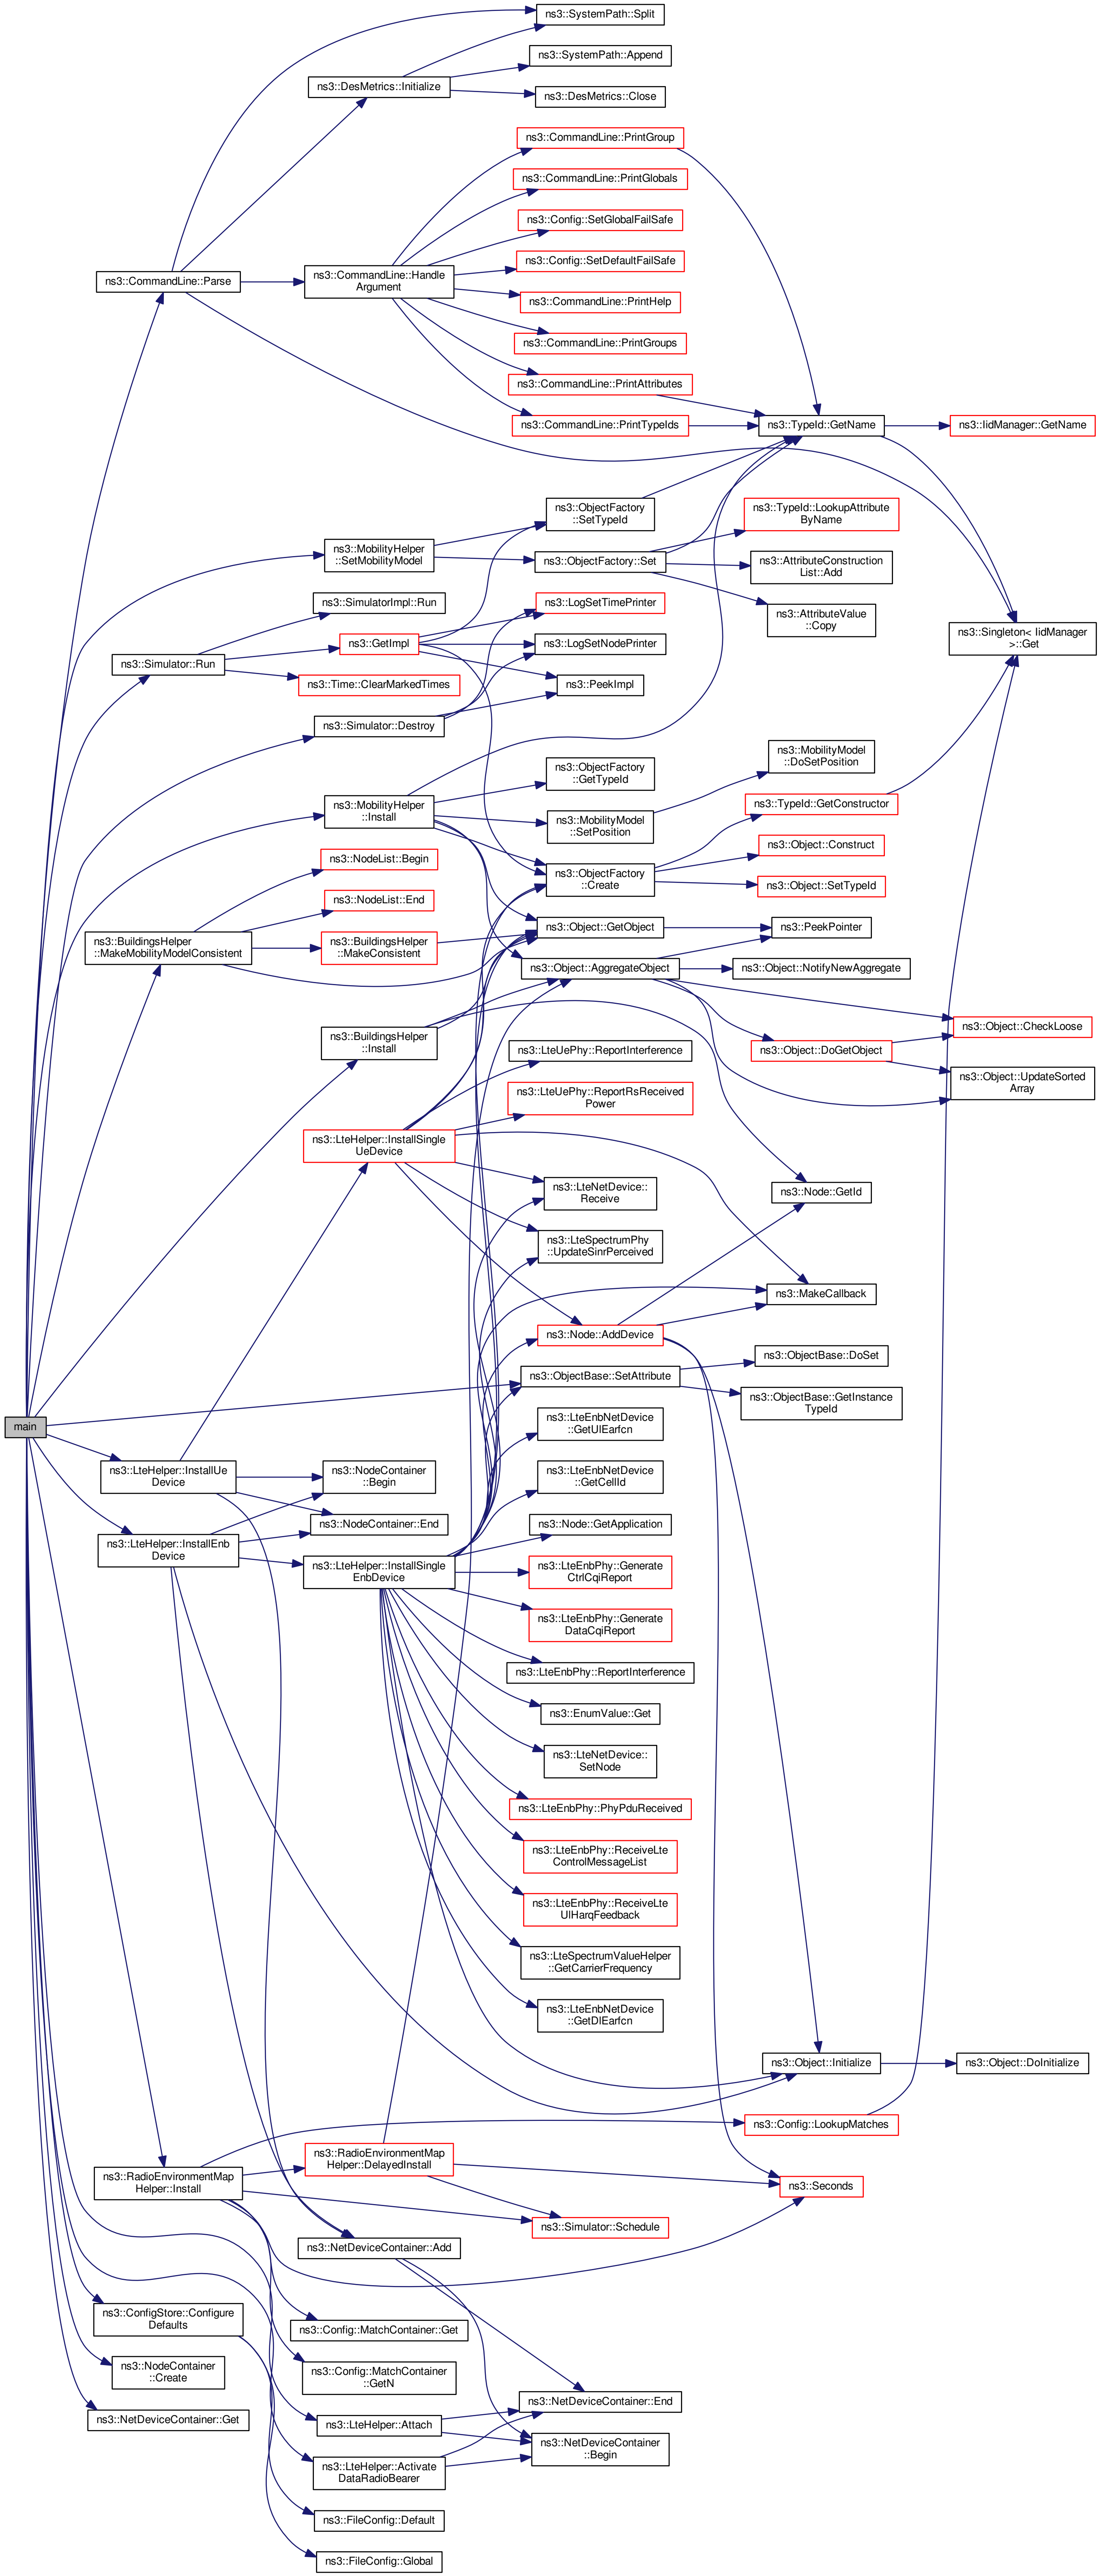 ns3::SystemPath::Split
ns3::SystemPath::Append
ns3::DesMetrics::Initialize
ns3::DesMetrics::Close
ns3::CommandLine::PrintGroup
ns3::CommandLine::PrintGlobals
ns3::Config::SetGlobalFailSafe
ns3::CommandLine::Parse
ns3::CommandLine::Handle
Argument
ns3::Config::SetDefaultFailSafe
ns3::CommandLine::PrintHelp
ns3::CommandLine::PrintGroups
ns3::CommandLine::PrintAttributes
ns3::CommandLine::PrintTypeIds
ns3::TypeId::GetName
ns3::IidManager::GetName
ns3::ObjectFactory
::SetTypeId
ns3::TypeId::LookupAttribute
ByName
ns3::MobilityHelper
::SetMobilityModel
ns3::ObjectFactory::Set
ns3::AttributeConstruction
List::Add
ns3::SimulatorImpl::Run
ns3::LogSetTimePrinter
ns3::AttributeValue
::Copy
ns3::Singleton< IidManager
>::Get
ns3::GetImpl
ns3::LogSetNodePrinter
ns3::Simulator::Run
ns3::Time::ClearMarkedTimes
ns3::PeekImpl
ns3::Simulator::Destroy
ns3::MobilityModel
::DoSetPosition
ns3::ObjectFactory
::GetTypeId
ns3::MobilityHelper
::Install
ns3::TypeId::GetConstructor
ns3::MobilityModel
::SetPosition
ns3::Object::Construct
ns3::NodeList::Begin
ns3::ObjectFactory
::Create
ns3::Object::SetTypeId
ns3::NodeList::End
ns3::BuildingsHelper
::MakeMobilityModelConsistent
ns3::BuildingsHelper
::MakeConsistent
ns3::Object::GetObject
ns3::PeekPointer
ns3::Object::AggregateObject
ns3::Object::NotifyNewAggregate
ns3::Object::CheckLoose
ns3::BuildingsHelper
::Install
ns3::LteUePhy::ReportInterference
ns3::Object::DoGetObject
ns3::Object::UpdateSorted
Array
ns3::LteUePhy::ReportRsReceived
Power
ns3::LteHelper::InstallSingle
UeDevice
ns3::LteNetDevice::
Receive
ns3::Node::GetId
ns3::LteSpectrumPhy
::UpdateSinrPerceived
ns3::MakeCallback
ns3::Node::AddDevice
ns3::ObjectBase::DoSet
ns3::ObjectBase::SetAttribute
ns3::ObjectBase::GetInstance
TypeId
main
ns3::LteEnbNetDevice
::GetUlEarfcn
ns3::LteHelper::InstallUe
Device
ns3::NodeContainer
::Begin
ns3::LteEnbNetDevice
::GetCellId
ns3::NodeContainer::End
ns3::Node::GetApplication
ns3::LteHelper::InstallEnb
Device
ns3::LteHelper::InstallSingle
EnbDevice
ns3::LteEnbPhy::Generate
CtrlCqiReport
ns3::LteEnbPhy::Generate
DataCqiReport
ns3::LteEnbPhy::ReportInterference
ns3::EnumValue::Get
ns3::LteNetDevice::
SetNode
ns3::LteEnbPhy::PhyPduReceived
ns3::LteEnbPhy::ReceiveLte
ControlMessageList
ns3::LteEnbPhy::ReceiveLte
UlHarqFeedback
ns3::LteSpectrumValueHelper
::GetCarrierFrequency
ns3::LteEnbNetDevice
::GetDlEarfcn
ns3::Object::Initialize
ns3::Object::DoInitialize
ns3::Config::LookupMatches
ns3::RadioEnvironmentMap
Helper::DelayedInstall
ns3::RadioEnvironmentMap
Helper::Install
ns3::Seconds
ns3::Simulator::Schedule
ns3::NetDeviceContainer::Add
ns3::ConfigStore::Configure
Defaults
ns3::Config::MatchContainer::Get
ns3::NodeContainer
::Create
ns3::Config::MatchContainer
::GetN
ns3::NetDeviceContainer::End
ns3::NetDeviceContainer::Get
ns3::LteHelper::Attach
ns3::NetDeviceContainer
::Begin
ns3::LteHelper::Activate
DataRadioBearer
ns3::FileConfig::Default
ns3::FileConfig::Global